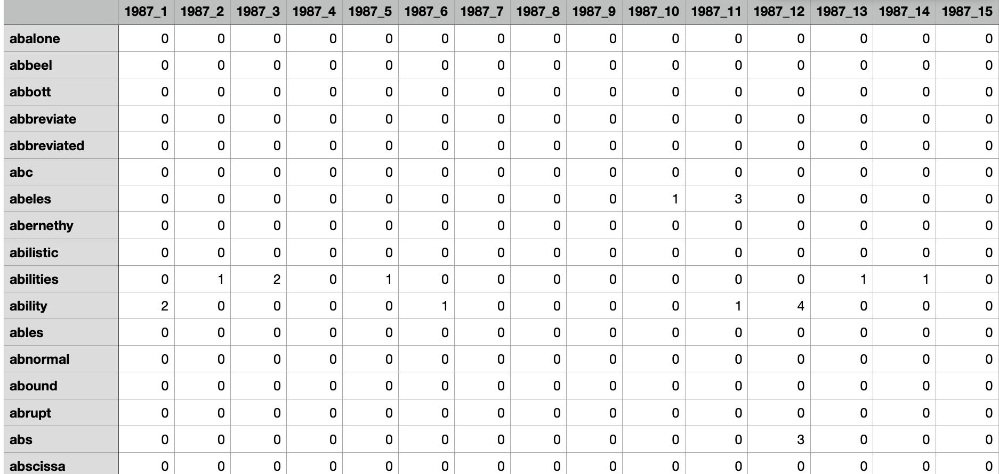 1987_1 1987_2 1987_3 1987_4 1987_5 1987_6 1987_7 1987_8 1987_9 1987_10 1987_11 1987_12 1987_13 1987_14 1987_15
abalone 0 0 0 0 0 0 0 0 0 0 0 0 0 0 0
abbeel 0 0 0 0 0 0 0 0 0 0 0 0 0 0 0
abbott 0 0 0 0 0 0 0 0 0 0 0 0 0 0 0
abbreviate 0 0 0 0 0 0 0 0 0 0 0 0 0 0 0
abbreviated 0 0 0 0 0 0 0 0 0 0 0 0 0 0 0
abc 0 0 0 0 0 0 0 0 0 0 0 0 0 0 0
abeles 0 0 0 0 0 0 0 0 0 1 3 0 0 0 0
abernethy 0 0 0 0 0 0 0 0 0 0 0 0 0 0 0
abilistic 0 0 0 0 0 0 0 0 0 0 0 0 0 0 0
abilities 0 1 2 0 1 0 0 0 0 0 0 0 1 1 0
ability 2 0 0 0 0 1 0 0 0 0 1 4 0 0 0
ables 0 0 0 0 0 0 0 0 0 0 0 0 0 0 0
abnormal 0 0 0 0 0 0 0 0 0 0 0 0 0 0 0
abound 0 0 0 0 0 0 0 0 0 0 0 0 0 0 0
abrupt 0 0 0 0 0 0 0 0 0 0 0 0 0 0 0
abs 0 0 0 0 0 0 0 0 0 0 0 3 0 0 0
abscissa 0 0 0 0 0 0 0 0 0 0 0 0 0 0 0